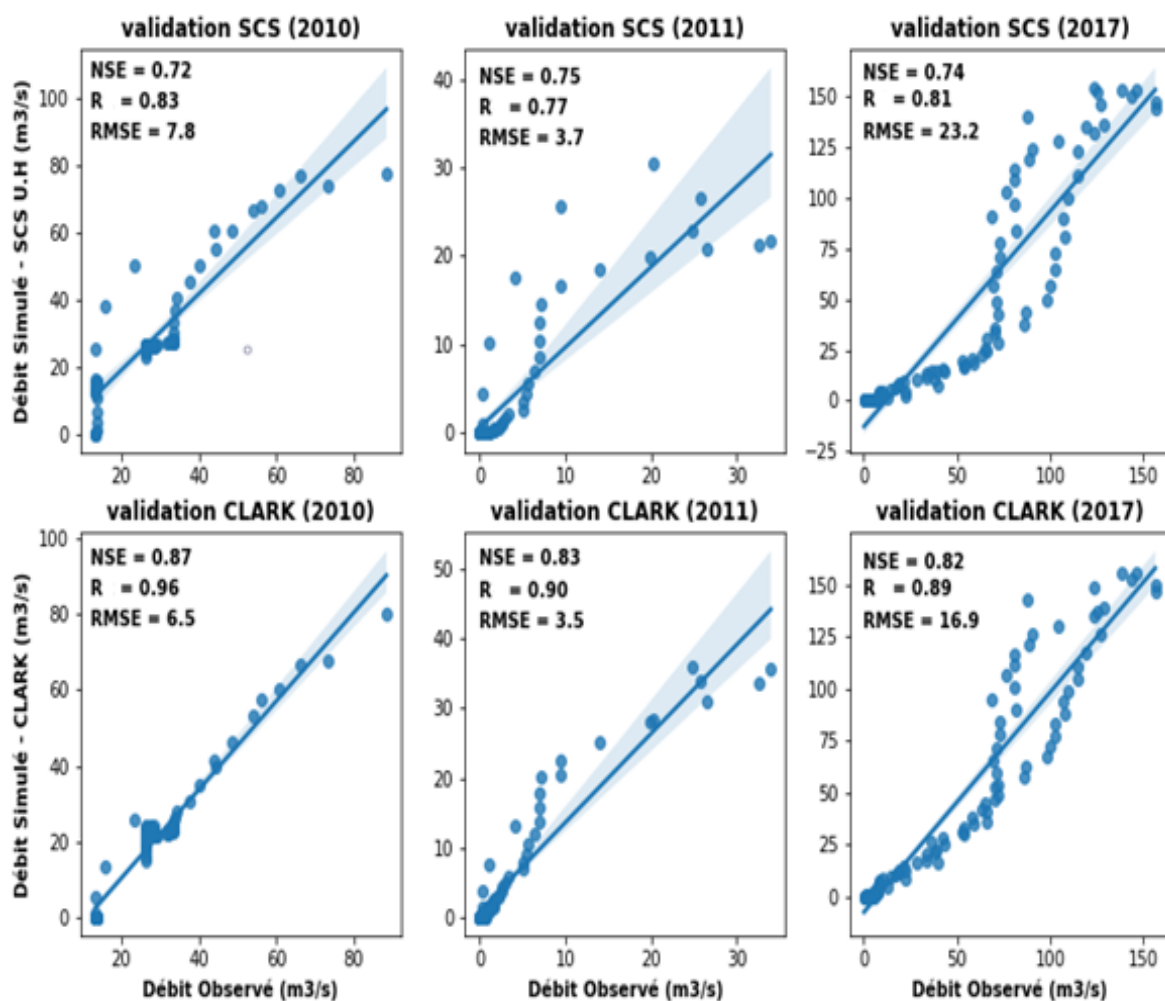 validation SCS (2010)
NSE = 0.72
R = 0.83
RMSE = 7.8
100
80
60
40
20
0
20
40
60
80
Débit Simulé - SCS U.H (m3/s)
validation SCS (2011)
NSE = 0.75
R = 0.77
RMSE = 3.7
40
30
20
10
0
0
10
20
30
validation SCS (2017)
NSE = 0.74
R = 0.81
RMSE = 23.2
150
125
100
75
50
25
0
−25
0
50
100
150
validation CLARK (2010)
NSE = 0.87
R = 0.96
RMSE = 6.5
100
80
60
40
20
0
20
40
60
80
Débit Simulé - CLARK (m3/s)
Débit Observé (m3/s)
validation CLARK (2011)
NSE = 0.83
R = 0.90
RMSE = 3.5
50
40
30
20
10
0
0
10
20
30
Débit Observé (m3/s)
validation CLARK (2017)
NSE = 0.82
R = 0.89
RMSE = 16.9
150
125
100
75
50
25
0
0
50
100
150
Débit Observé (m3/s)